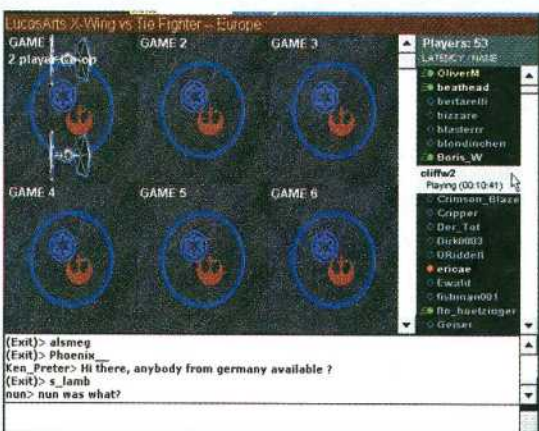 LucasArts X-Wing vs Tie Fighter -- Europe
GAME
2 player Co-op
GAME 2
GAME 3
GAME 4
GAME 5
GAME 6
Players: 53
LATENCY / NAME
OliverM
beathead
bertarelli
bizzare
blasterrr
blondinchen
Boris_W
cliffw2
Playing (00:10:41)
Crimson_Blaze
Cripper
Der_Tot
Dirk0003
DRiddell
ericae
Ewald
fishman001
flo_huetzinger
Geiser
(Exit)> alsmeg
(Exit)> Phoenix__
Ken_Preter> Hi there, anybody from germany available ?
(Exit)> s_lamb
nun> nun was what?